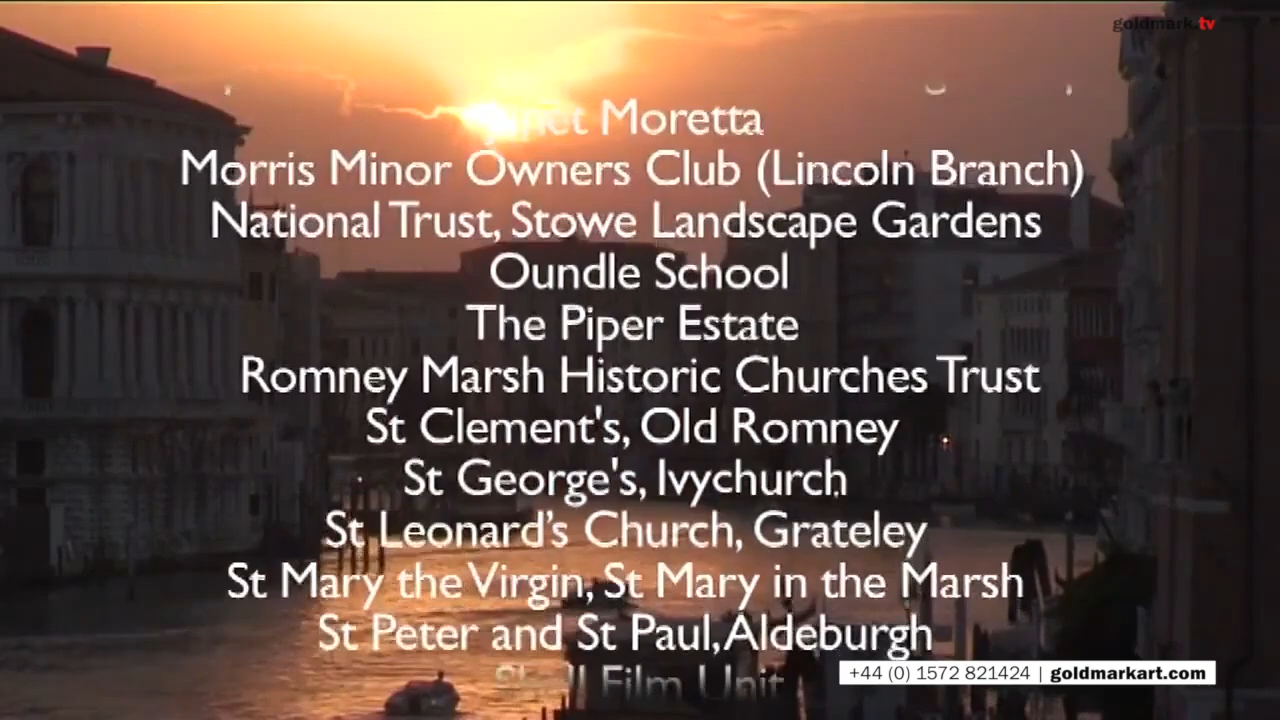 goldmark.tv
Janet Moretta
Morris Minor Owners Club (Lincoln Branch)
National Trust, Stowe Landscape Gardens
Oundle School
The Piper Estate
Romney Marsh Historic Churches Trust
St Clement's, Old Romney
St George's, Ivychurch
St Leonard’s Church, Grateley
St Mary the Virgin, St Mary in the Marsh
St Peter and St Paul, Aldeburgh
Shell Film Unit
+44 (0) 1572 821424 | goldmarkart.com